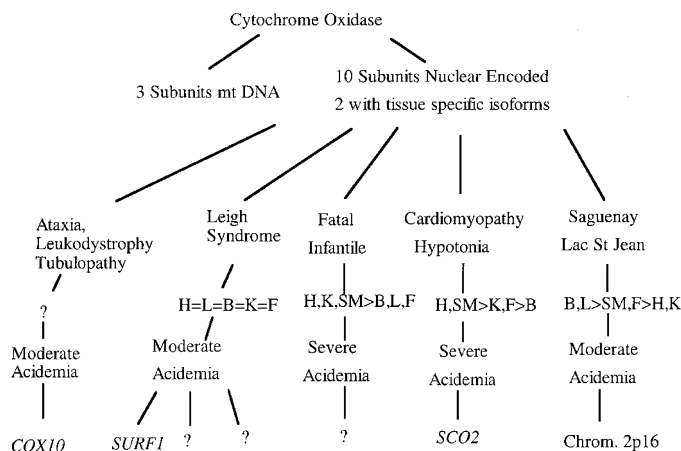 Cytochrome Oxidase
3 Subunits mt DNA
10 Subunits Nuclear Encoded
2 with tissue specific isoforms
Ataxia,
Leukodystrophy
Tubulopathy
?
Moderate
Acidemia
COX10
Leigh
Syndrome
H=L=B=K=F
Moderate
Acidemia
SURF1
?
?
Fatal
Infantile
H,K,SM>B,L,F
Severe
Acidemia
?
Cardiomyopathy
Hypotonia
H,SM>K,F>B
Severe
Acidemia
SCO2
Saguenay
Lac St Jean
B,L>SM,F>H,K
Moderate
Acidemia
Chrom. 2p16